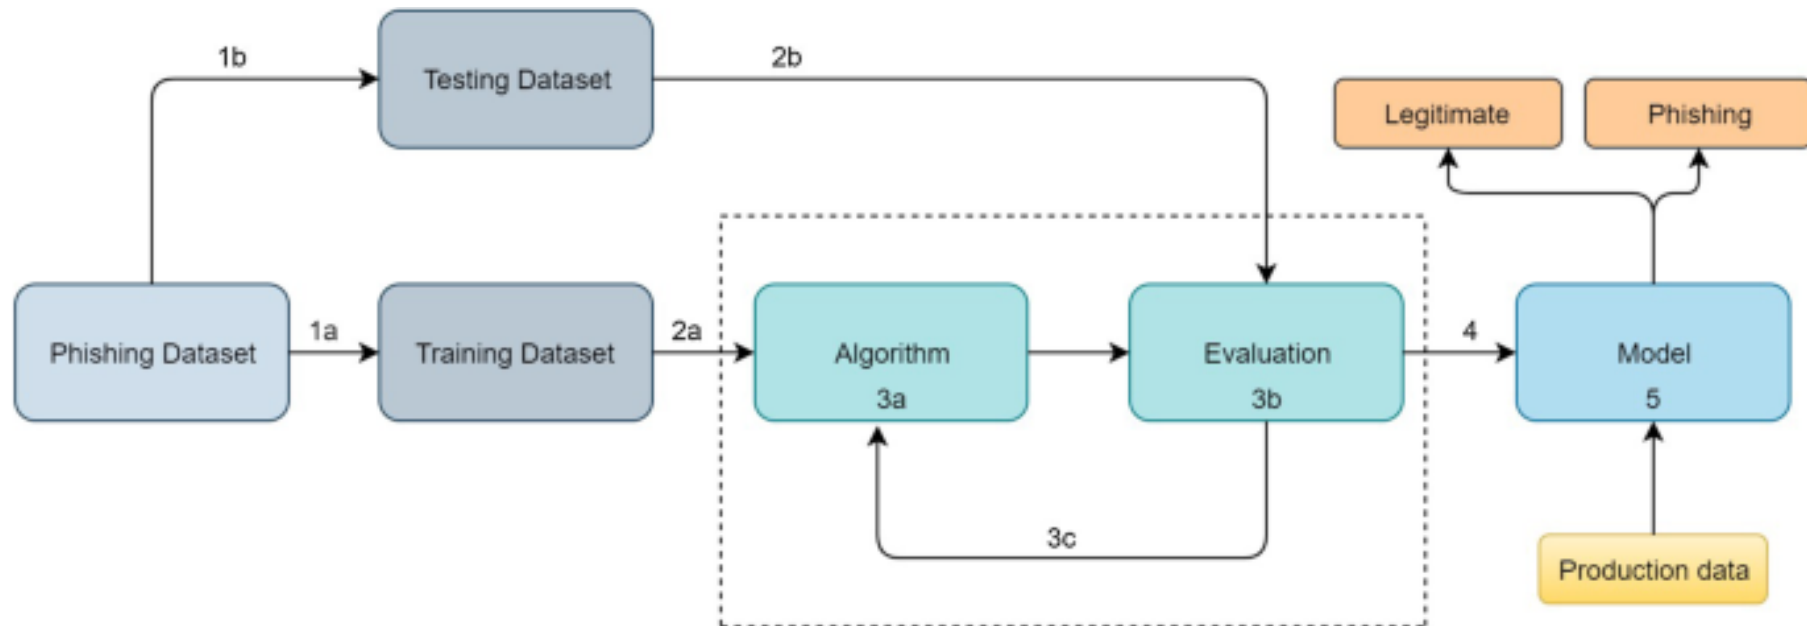 1b
Testing Dataset
2b
Legitimate
Phishing
Phishing Dataset
1a
Training Dataset
2a
Algorithm
3a
Evaluation
3b
4
Model
5
3c
Production data